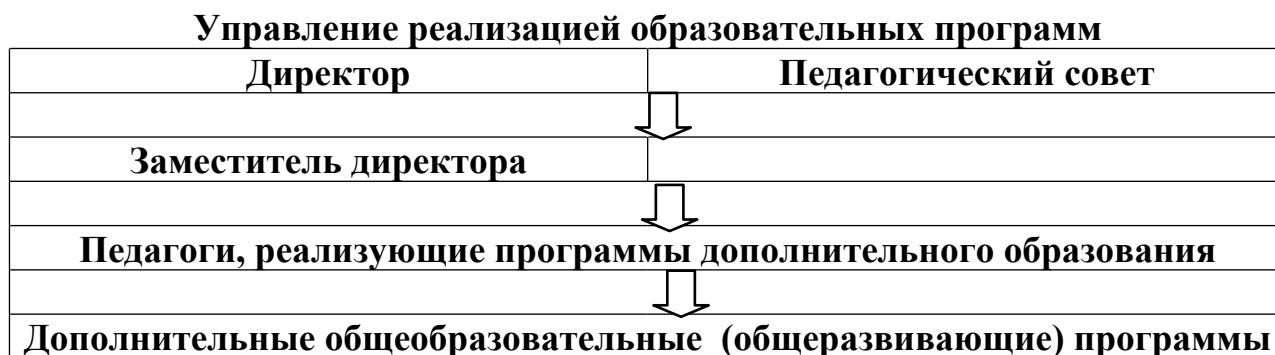 Управление реализацией образовательных программ
Директор Педагогический совет
Заместитель директора
Педагоги, реализующие программы дополнительного образования
Дополнительные общеобразовательные (общеразвивающие) программы